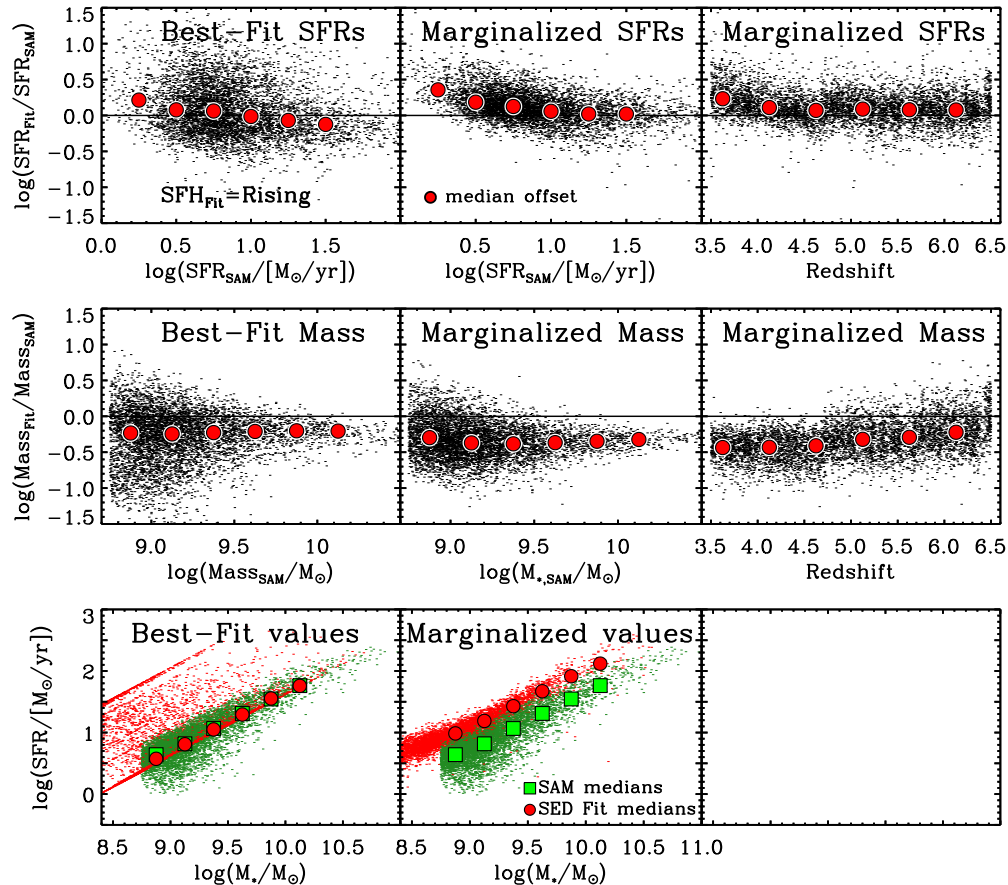 Best-Fit SFRs
Marginalized SFRs
Marginalized SFRs
log(SFR_Fit/SFR_SAM)
1.5
1.0
0.5
0.0
−0.5
−1.0
−1.5
SFH_Fit=Rising
median offset
0.0 0.5 1.0 1.5
0.5 1.0 1.5
3.5 4.0 4.5 5.0 5.5 6.0 6.5
log(SFR_SAM/[M⊙/yr])
log(SFR_SAM/[M⊙/yr])
Redshift
Best-Fit Mass
Marginalized Mass
Marginalized Mass
log(Mass_Fit/Mass_SAM)
1.5
1.0
0.5
0.0
−0.5
−1.0
−1.5
9.0 9.5 10
9.0 9.5 10
3.5 4.0 4.5 5.0 5.5 6.0 6.5
log(Mass_SAM/M⊙)
log(M_*,SAM/M⊙)
Redshift
Best-Fit values
Marginalized values
log(SFR/[M⊙/yr])
3
2
1
0
SAM medians
SED Fit medians
8.5 9.0 9.5 10.0 10.5
8.5 9.0 9.5 10.0 10.5 11.0
log(M_*/M⊙)
log(M_*/M⊙)